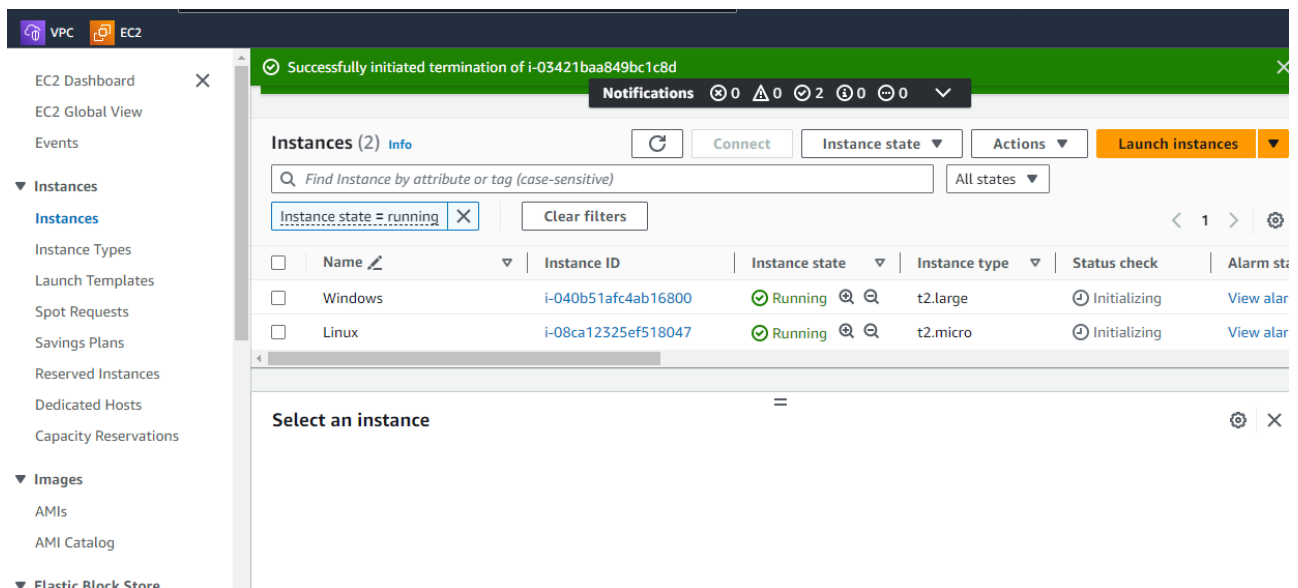 VPC EC2
EC2 Dashboard
EC2 Global View
Events
Instances
Instances
Instance Types
Launch Templates
Spot Requests
Savings Plans
Reserved Instances
Dedicated Hosts
Capacity Reservations
Images
AMIs
AMI Catalog
Elastic Block Store
Successfully initiated termination of i-03421baa849bc1c8d
Notifications 0 0 2 0 0
Instances (2) Info Connect Instance state Actions Launch instances
Find Instance by attribute or tag (case-sensitive) All states
Instance state = running Clear filters 1
Name Instance ID Instance state Instance type Status check Alarm sta
Windows i-040b51afc4ab16800 Running t2.large Initializing View alar
Linux i-08ca12325ef518047 Running t2.micro Initializing View alar
Select an instance